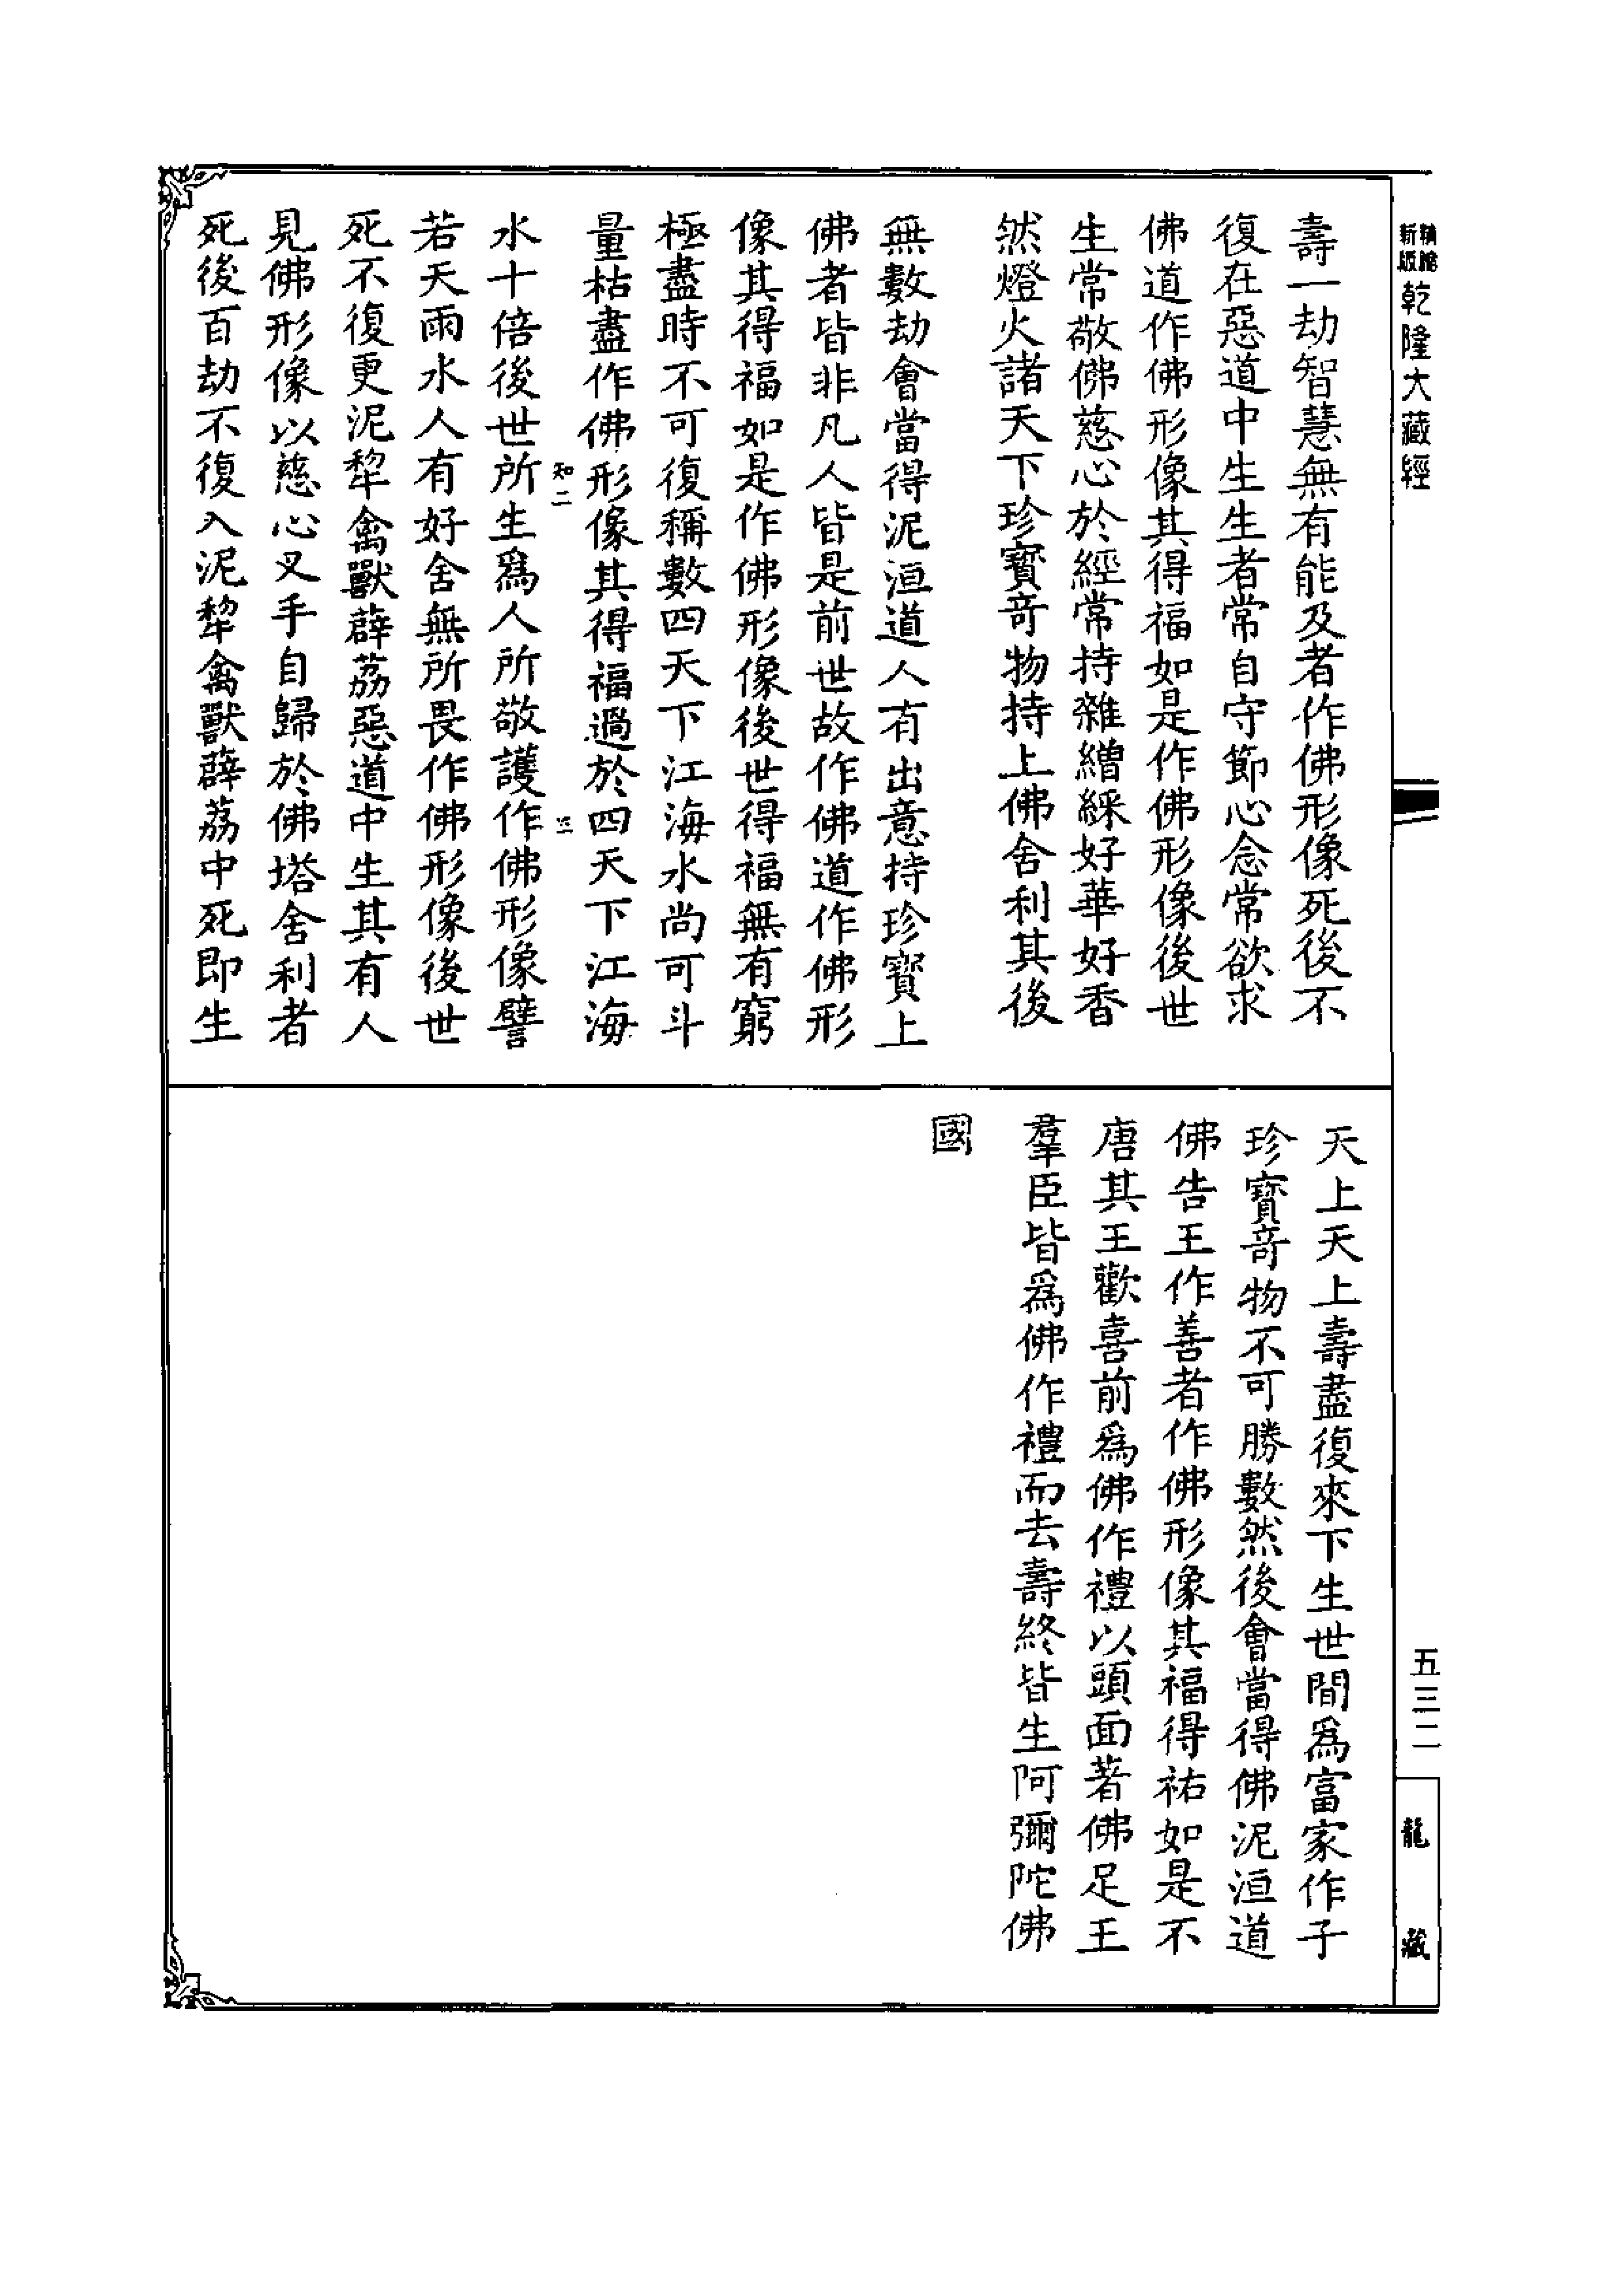 乾隆大藏經
壽一劫智慧無有能及者作佛形像死後不
復在惡道中生生者常自守節心念常欲求
佛道作佛形像其得福如是作佛形像後世
生常敬佛慈心於經常持雜繒綵好華好香
然燈火諸天下珍寶奇物持上佛舍利其後
無數劫會當得泥洹道人有出意持珍寶上
佛者皆非凡人皆是前世故作佛道作佛形
像其得福如是作佛形像後世得福無有窮
極盡時不可復稱數四天下江海水尚可斗
量枯盡作佛形像其得福過於四天下江海
知二
三
水十倍後世所生爲人所敬護作佛形像譬
若天雨水人有好舍無所畏作佛形像後世
死不復更泥犂禽獸薜荔惡道中生其有人
見佛形像以慈心叉手自歸於佛塔舍利者
死後百劫不復入泥犂禽獸薜荔中死即生
天上天上壽盡復來下生世間爲富家作子
珍寶奇物不可勝數然後會當得佛泥洹道
佛告王作善者作佛形像其福得祐如是不
唐其王歡喜前爲佛作禮以頭面著佛足王
羣臣皆爲佛作禮而去壽終皆生阿彌陀佛
國
五三二
龍藏